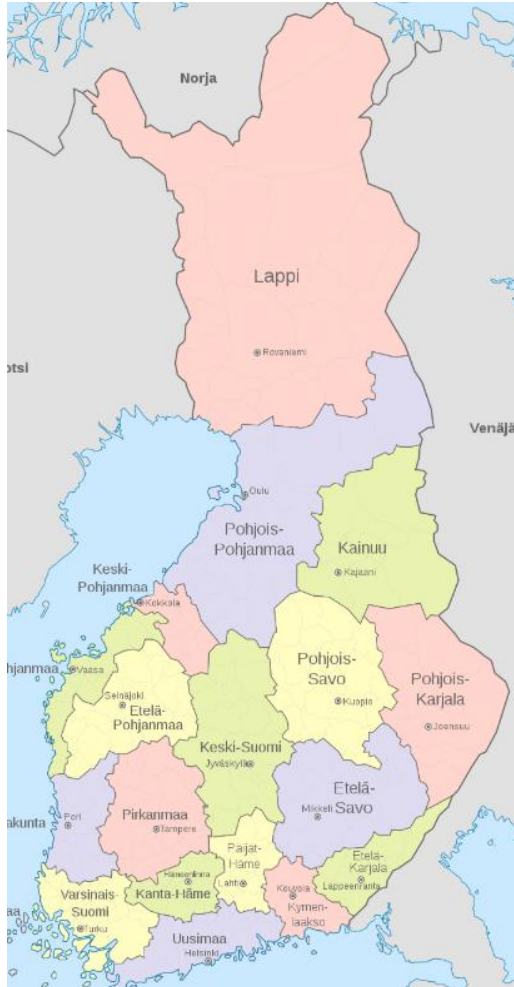 Norja
Lappi
Rovaniemi
otsi
Venäjä
Oulu
Pohjois-
Pohjanmaa
Kainuu
Kajaani
Keski-
Pohjanmaa
Kokkola
hjanmaa
Vaasa
Seinäjoki
Etelä-
Pohjanmaa
Pohjois-
Savo
Kuopio
Pohjois-
Karjala
Joensuu
Keski-Suomi
Jyväskylä
Etelä-
Savo
Mikkeli
akunta
Pori
Pirkanmaa
Tampere
Päijät-
Häme
Lahti
Etelä-
Karjala
Lappeenranta
Hämeenlinna
Kanta-Häme
Kouvola
Kymen-
laakso
Varsinais-
Suomi
Turku
aa
Uusimaa
Helsinki